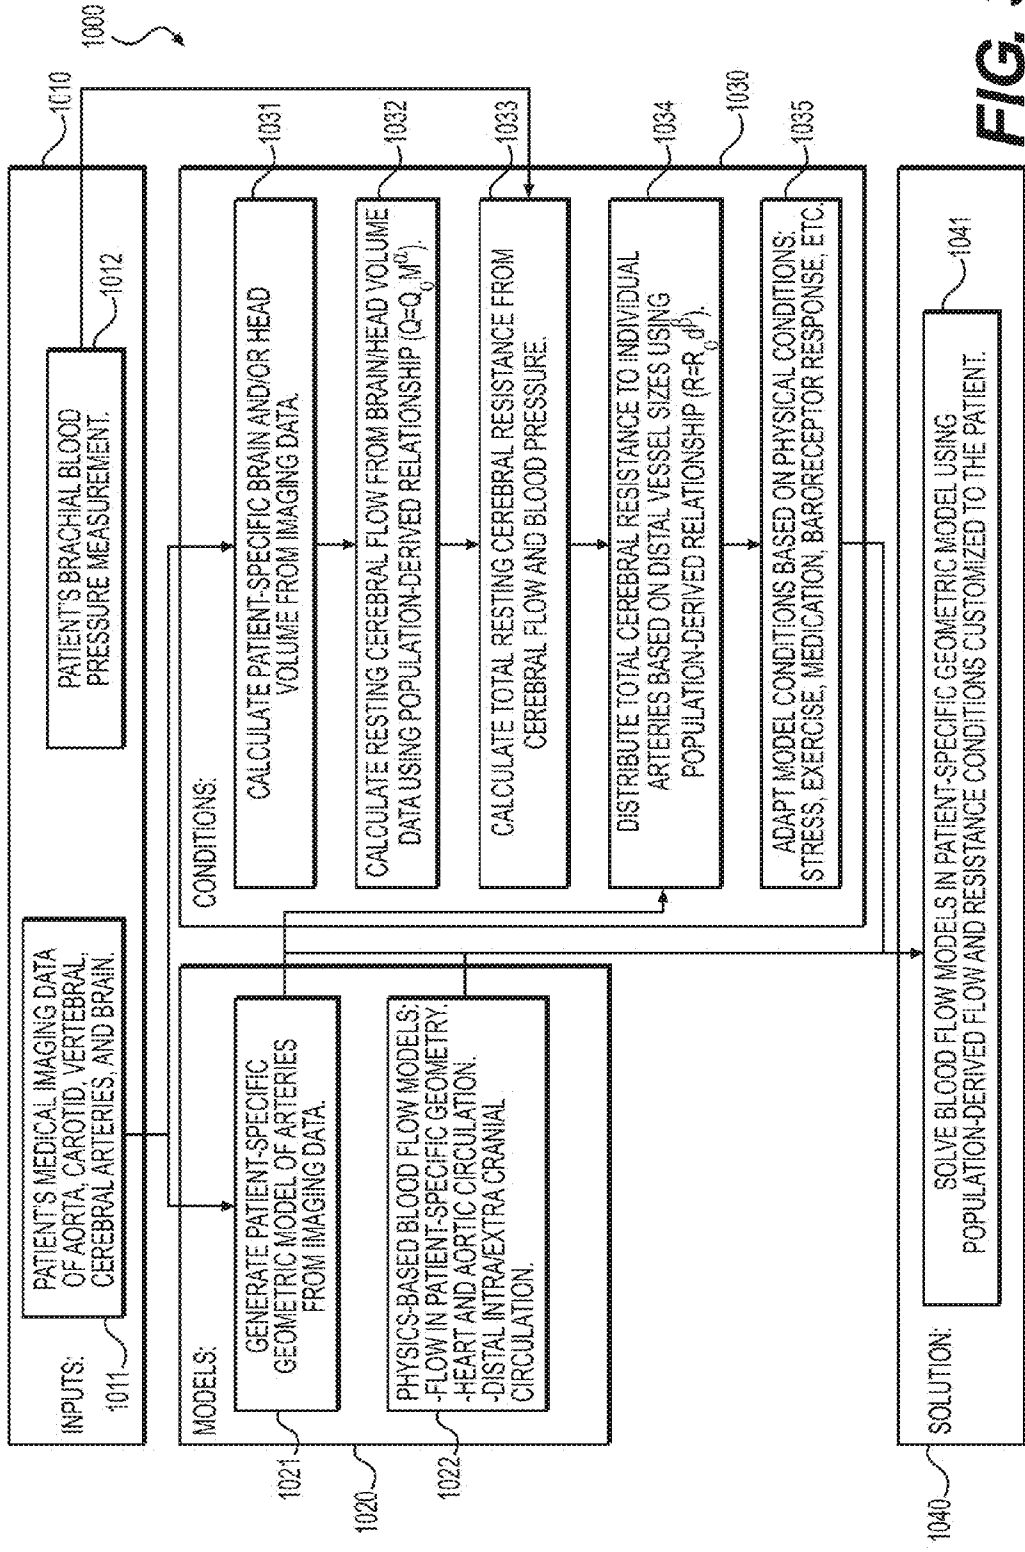 1000
INPUTS:
1010
1011
PATIENT'S MEDICAL IMAGING DATA
OF AORTA, CAROTID, VERTEBRAL,
CEREBRAL ARTERIES, AND BRAIN.
PATIENT'S BRACHIAL BLOOD
PRESSURE MEASUREMENT.
1012
MODELS:
GENERATE PATIENT-SPECIFIC
GEOMETRIC MODEL OF ARTERIES
FROM IMAGING DATA.
1021
1020
PHYSICS-BASED BLOOD FLOW MODELS:
-FLOW IN PATIENT-SPECIFIC GEOMETRY.
-HEART AND AORTIC CIRCULATION.
-DISTAL INTRA/EXTRA CRANIAL
CIRCULATION.
1022
CONDITIONS:
CALCULATE PATIENT-SPECIFIC BRAIN AND/OR HEAD
VOLUME FROM IMAGING DATA.
1031
CALCULATE RESTING CEREBRAL FLOW FROM BRAIN/HEAD VOLUME
DATA USING POPULATION-DERIVED RELATIONSHIP (Q=Q₀Mᵅ).
1032
CALCULATE TOTAL RESTING CEREBRAL RESISTANCE FROM
CEREBRAL FLOW AND BLOOD PRESSURE.
1033
DISTRIBUTE TOTAL CEREBRAL RESISTANCE TO INDIVIDUAL
ARTERIES BASED ON DISTAL VESSEL SIZES USING
POPULATION-DERIVED RELATIONSHIP (R=R₀dᵝ).
1034
1030
ADAPT MODEL CONDITIONS BASED ON PHYSICAL CONDITIONS:
STRESS, EXERCISE, MEDICATION, BARORECEPTOR RESPONSE, ETC.
1035
SOLUTION:
1040
SOLVE BLOOD FLOW MODELS IN PATIENT-SPECIFIC GEOMETRIC MODEL USING
POPULATION-DERIVED FLOW AND RESISTANCE CONDITIONS CUSTOMIZED TO THE PATIENT.
1041
FIG.